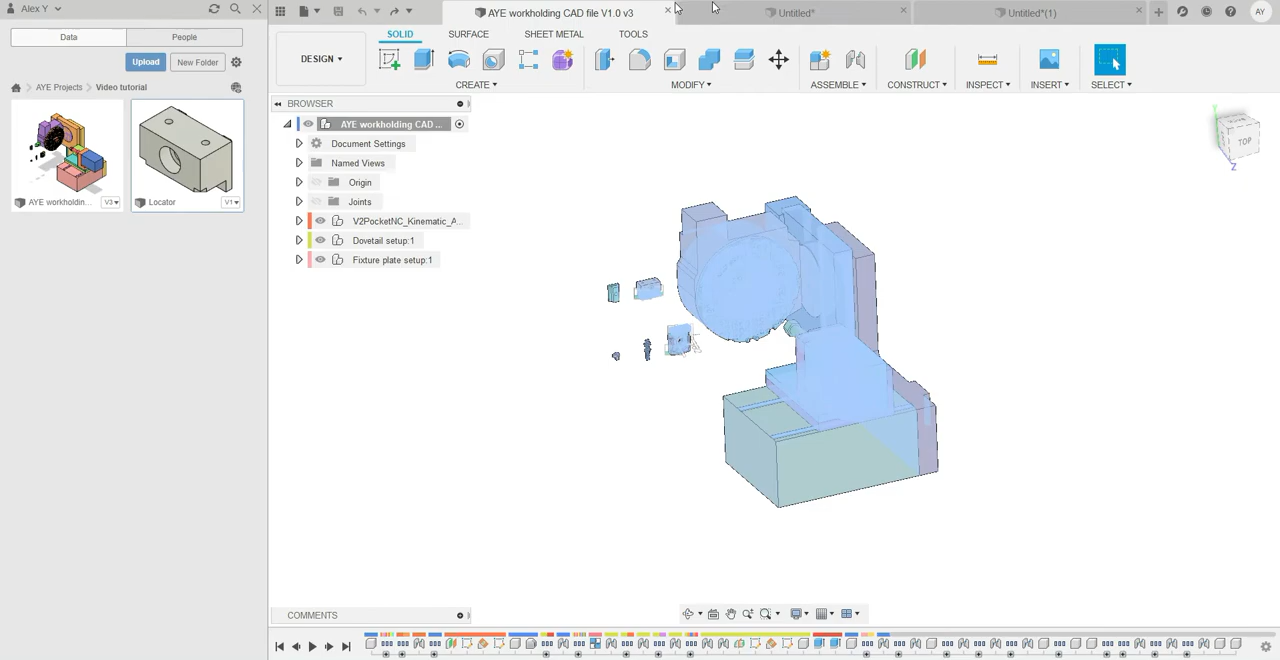 Alex Y
Data
People
Upload
New Folder
AYE Projects
Video tutorial
AYE workholdin...
V3
Locator
V1
AYE workholding CAD file V1.0 v3
Untitled*
Untitled*(1)
AY
DESIGN
SOLID
SURFACE
SHEET METAL
TOOLS
CREATE
MODIFY
ASSEMBLE
CONSTRUCT
INSPECT
INSERT
SELECT
BROWSER
AYE workholding CAD ...
Document Settings
Named Views
Origin
Joints
V2PocketNC_Kinematic_A...
Dovetail setup:1
Fixture plate setup:1
TOP
Z
COMMENTS